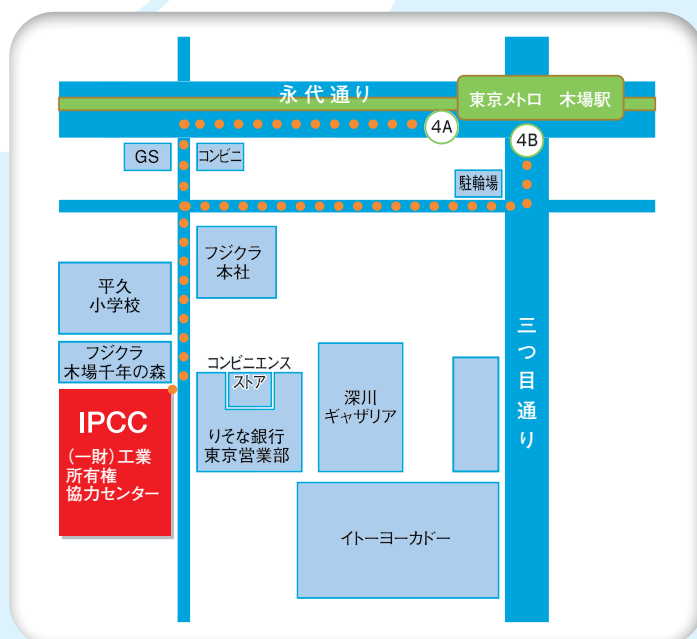 永代通り
東京メトロ 木場駅
4A
4B
GS
コンビニ
駐輪場
フジクラ
本社
平久
小学校
フジクラ
木場千年の森
コンビニエンス
ストア
りそな銀行
東京営業部
深川
ギャザリア
三つ目通り
IPCC
(一財)工業
所有権
協力センター
イトーヨーカドー